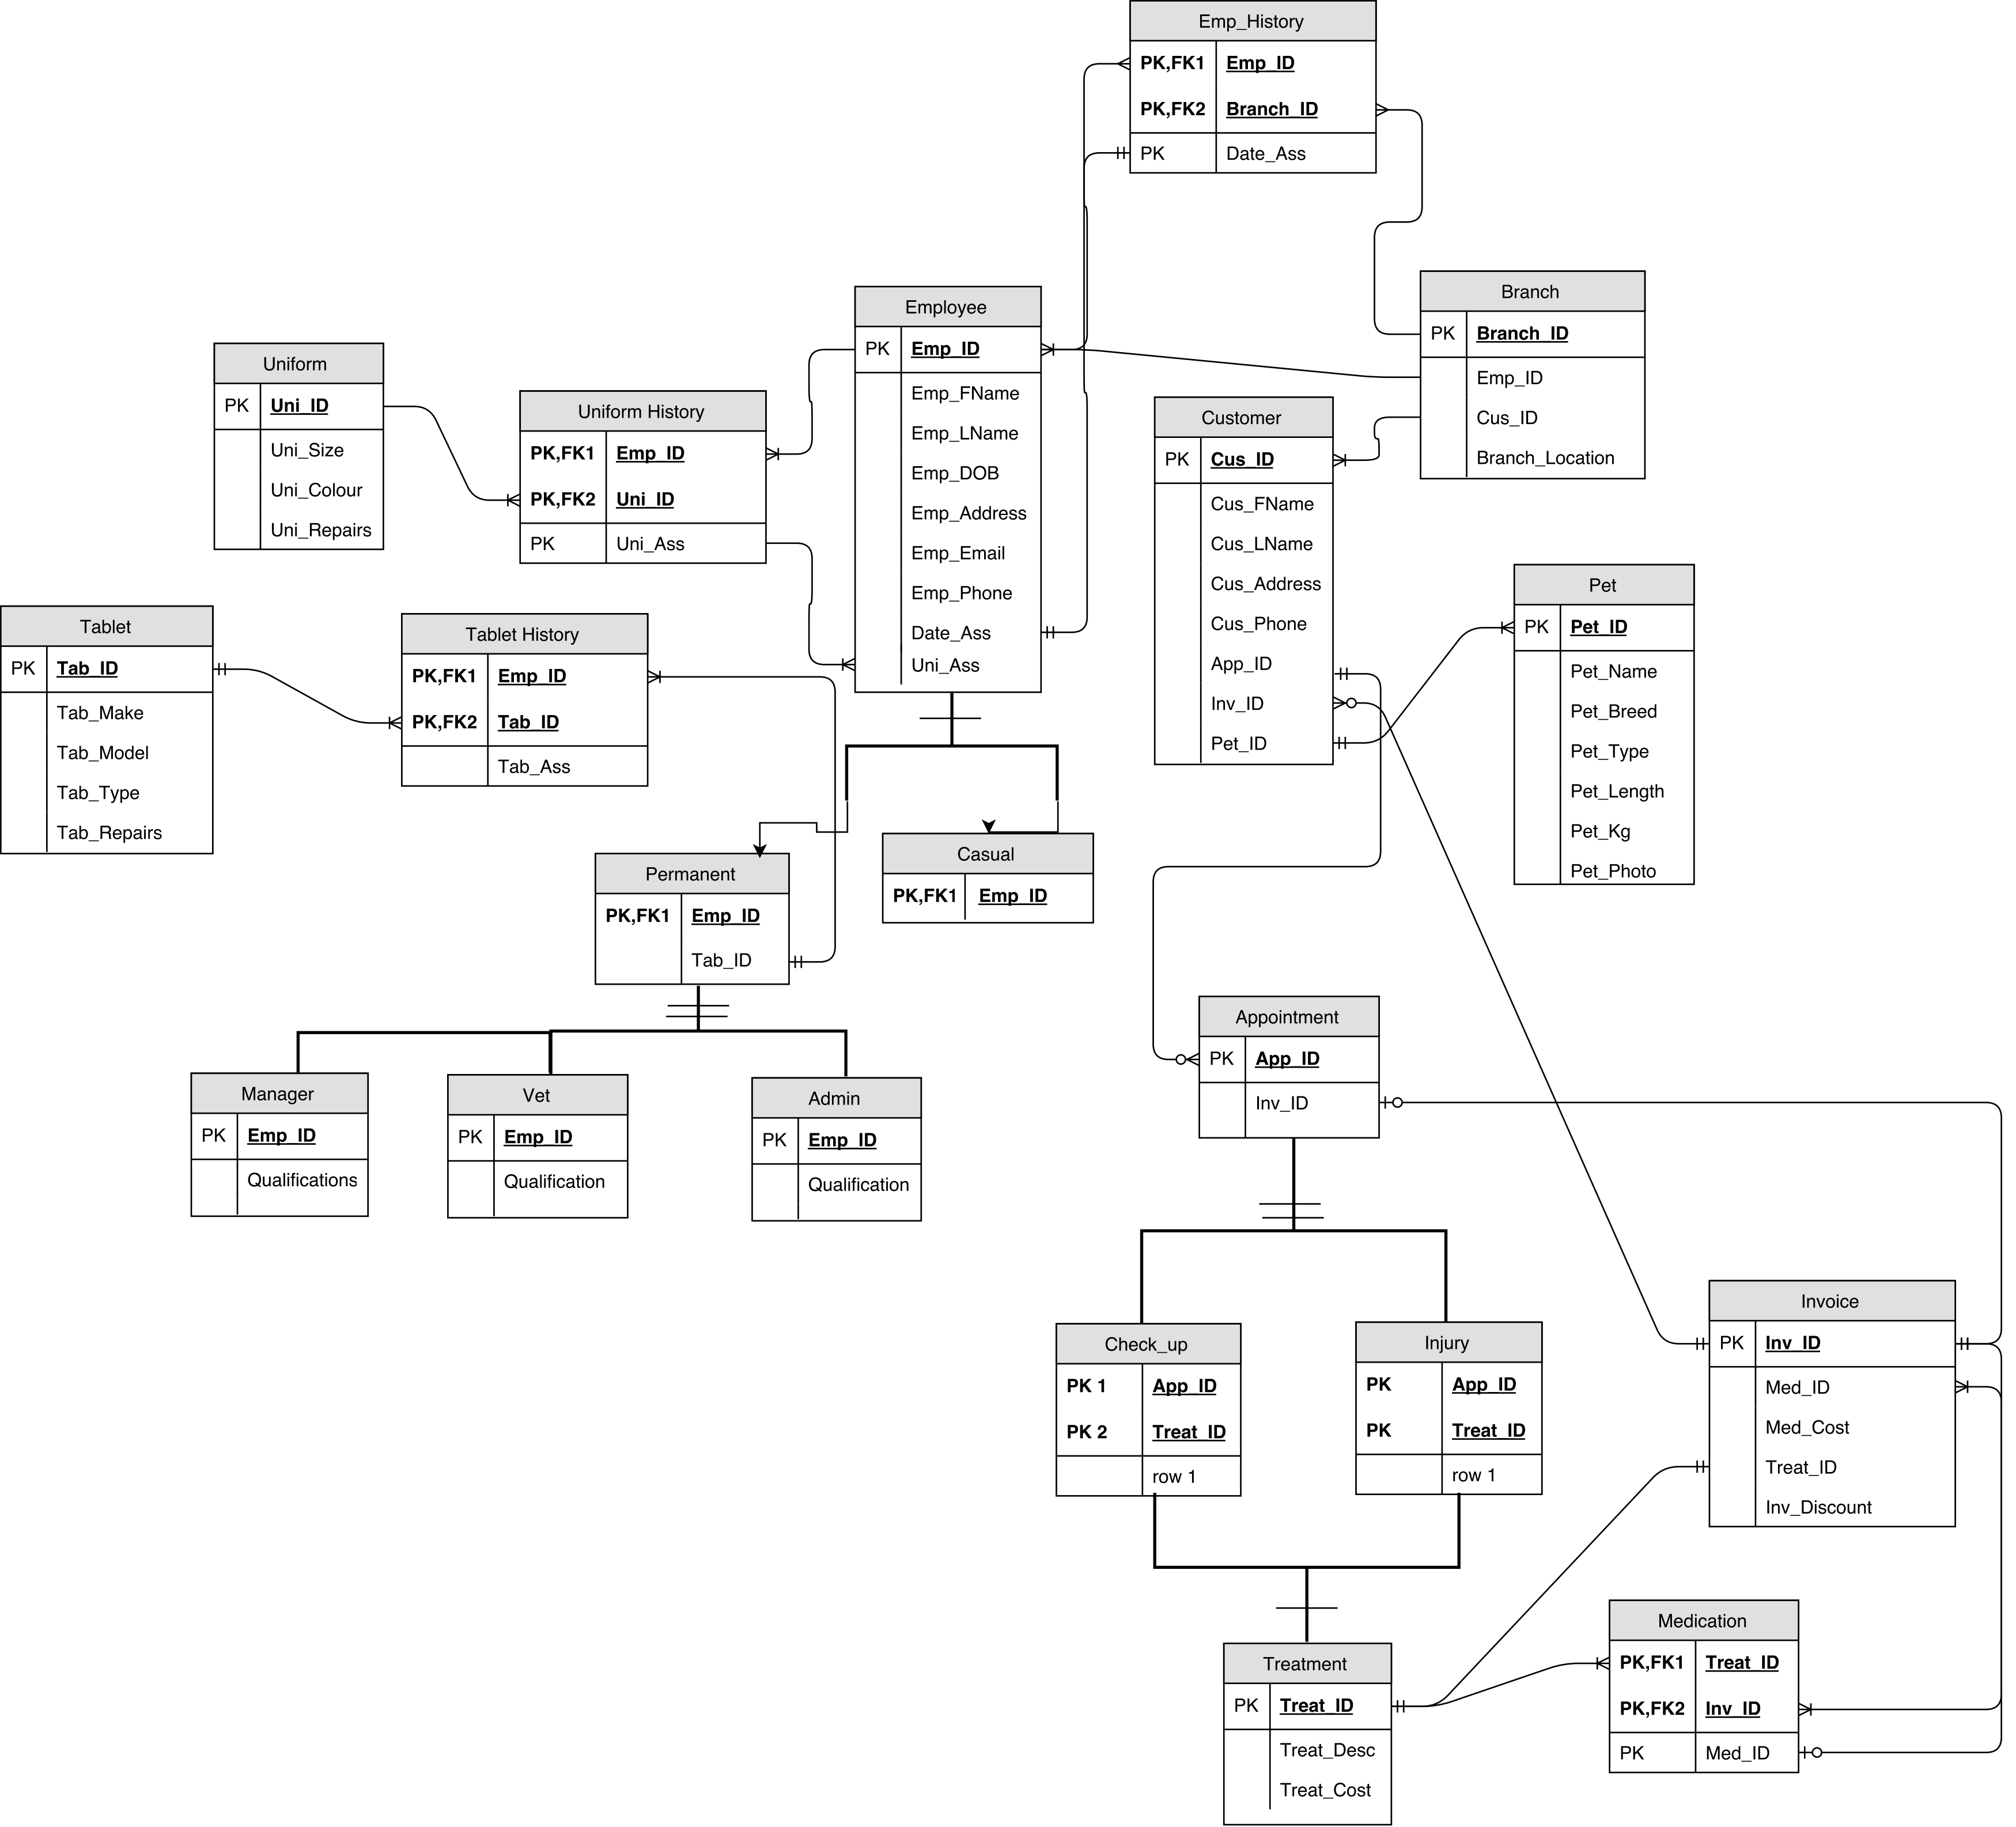 Emp_History
PK,FK1 Emp_ID
PK,FK2 Branch_ID
PK Date_Ass
Branch
PK Branch_ID
Emp_ID
Cus_ID
Branch_Location
Employee
PK Emp_ID
Emp_FName
Emp_LName
Emp_DOB
Emp_Address
Emp_Email
Emp_Phone
Date_Ass
Uni_Ass
Uniform
PK Uni_ID
Uni_Size
Uni_Colour
Uni_Repairs
Uniform History
PK,FK1 Emp_ID
PK,FK2 Uni_ID
PK Uni_Ass
Customer
PK Cus_ID
Cus_FName
Cus_LName
Cus_Address
Cus_Phone
App_ID
Inv_ID
Pet_ID
Pet
PK Pet_ID
Pet_Name
Pet_Breed
Pet_Type
Pet_Length
Pet_Kg
Pet_Photo
Tablet
PK Tab_ID
Tab_Make
Tab_Model
Tab_Type
Tab_Repairs
Tablet History
PK,FK1 Emp_ID
PK,FK2 Tab_ID
Tab_Ass
Permanent
PK,FK1 Emp_ID
Tab_ID
Casual
PK,FK1 Emp_ID
Manager
PK Emp_ID
Qualifications
Vet
PK Emp_ID
Qualification
Admin
PK Emp_ID
Qualification
Appointment
PK App_ID
Inv_ID
Check_up
PK 1 App_ID
PK 2 Treat_ID
row 1
Injury
PK App_ID
PK Treat_ID
row 1
Invoice
PK Inv_ID
Med_ID
Med_Cost
Treat_ID
Inv_Discount
Treatment
PK Treat_ID
Treat_Desc
Treat_Cost
Medication
PK,FK1 Treat_ID
PK,FK2 Inv_ID
PK Med_ID